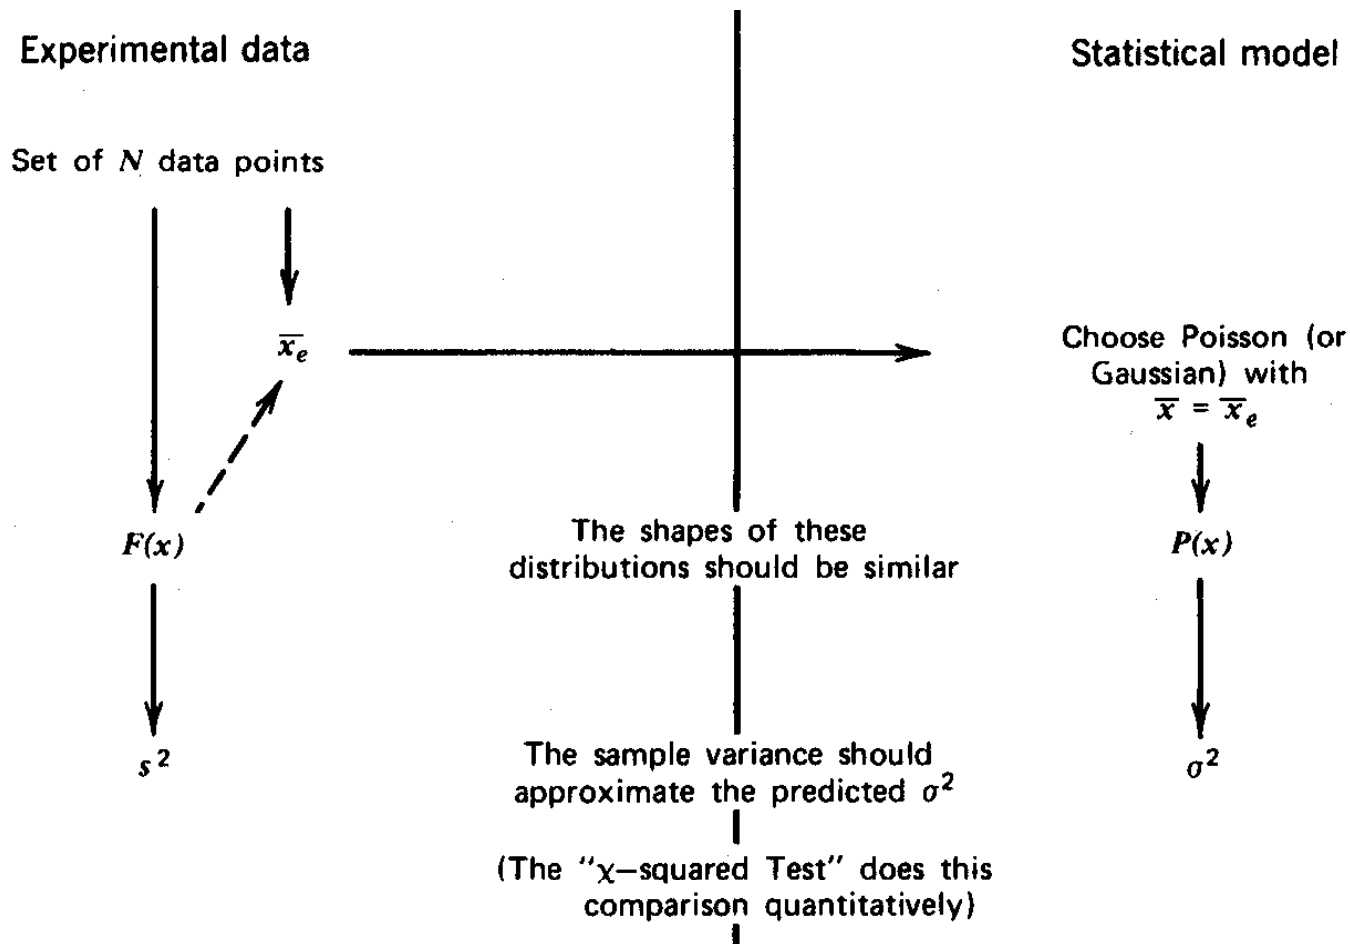 Experimental data
Statistical model
Set of N data points
x̅ₑ
Choose Poisson (or
Gaussian) with
x̅ = x̅ₑ
F(x)
The shapes of these
distributions should be similar
P(x)
s²
The sample variance should
approximate the predicted σ²
σ²
(The "χ–squared Test" does this
comparison quantitatively)